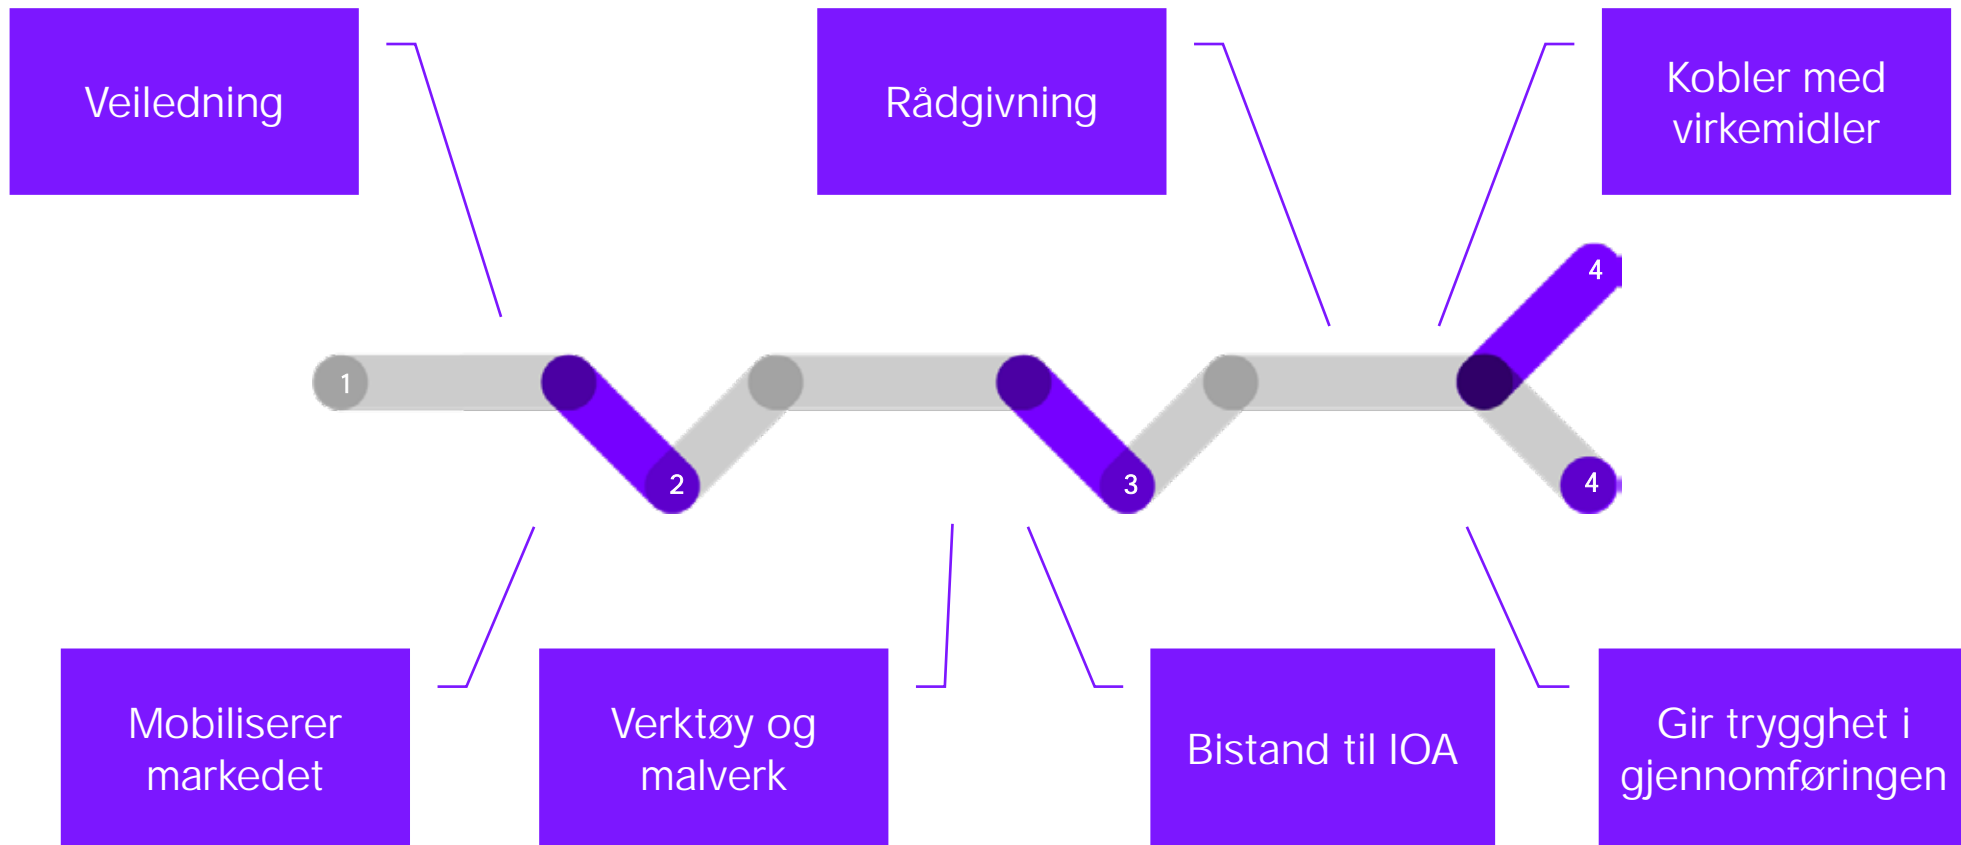 Veiledning
Rådgivning
Kobler med
virkemidler
4
1
2
3
4
Mobiliserer
markedet
Verktøy og
malverk
Bistand til IOA
Gir trygghet i
gjennomføringen